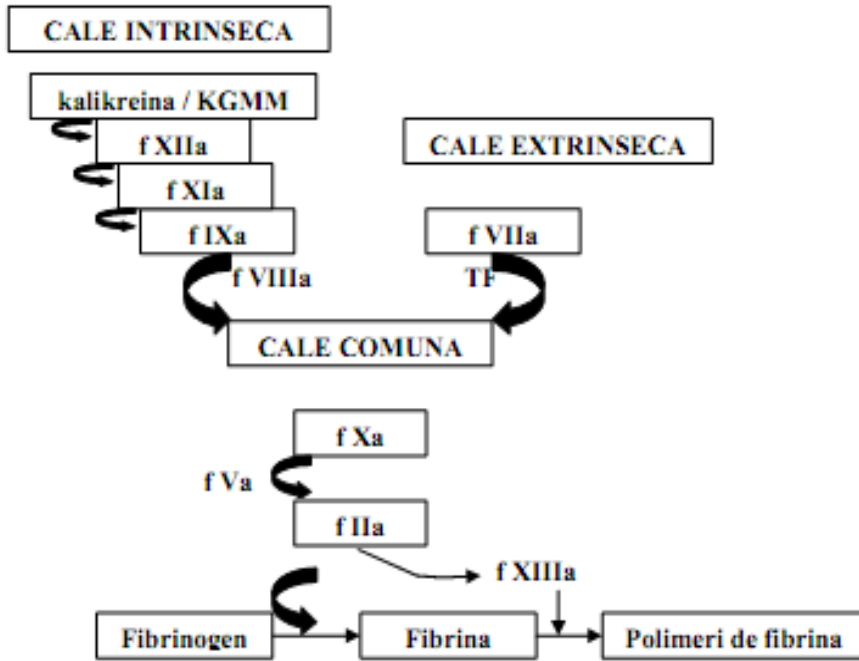 CALE INTRINSECA
kalikreina / KGMM
f XIIa
CALE EXTRINSECA
f XIa
f IXa
f VIIa
f VIIIa
TF
CALE COMUNA
f Xa
f Va
f IIa
f XIIIa
Fibrinogen
Fibrina
Polimeri de fibrina